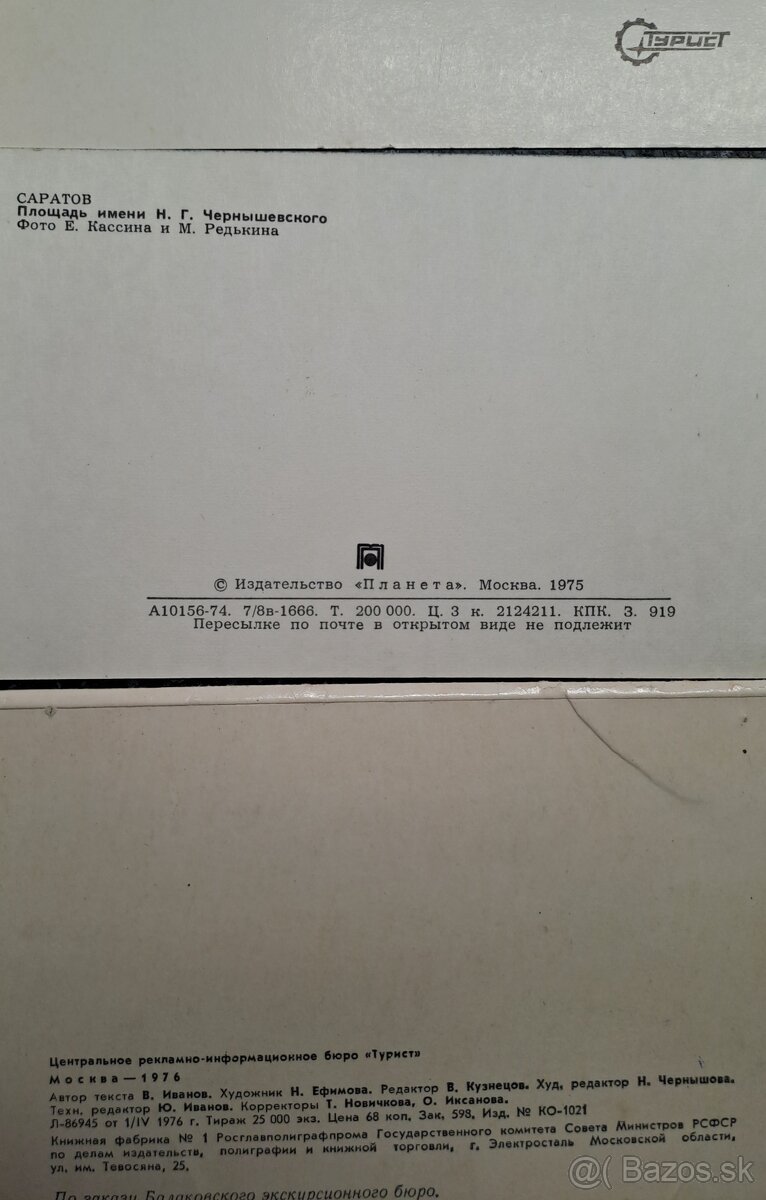 ТУРИСТ
САРАТОВ
Площадь имени Н. Г. Чернышевского
Фото Е. Кассина и М. Редькина
© Издательство «Планета». Москва. 1975
А10156-74. 7/8в-1666. Т. 200 000. Ц. 3 к. 2124211. КПК. З. 919
Пересылке по почте в открытом виде не подлежит
Центральное рекламно-информационное бюро «Турист»
Москва—1976
Автор текста В. Иванов. Художник Н. Ефимова. Редактор В. Кузнецов. Худ. редактор Н. Чернышова.
Техн. редактор Ю. Иванов. Корректоры Т. Новичкова, О. Иксанова.
Л-86945 от 1/IV 1976 г. Тираж 25 000 экз. Цена 68 коп. Зак. 598. Изд. № КО-1021
Книжная фабрика № 1 Росглавполиграфпрома Государственного комитета Совета Министров РСФСР
по делам издательств, полиграфии и книжной торговли, г. Электросталь Московской области,
ул. им. Тевосяна, 25.
По заказу Балаковского экскурсионного бюро.
@( Bazos.sk